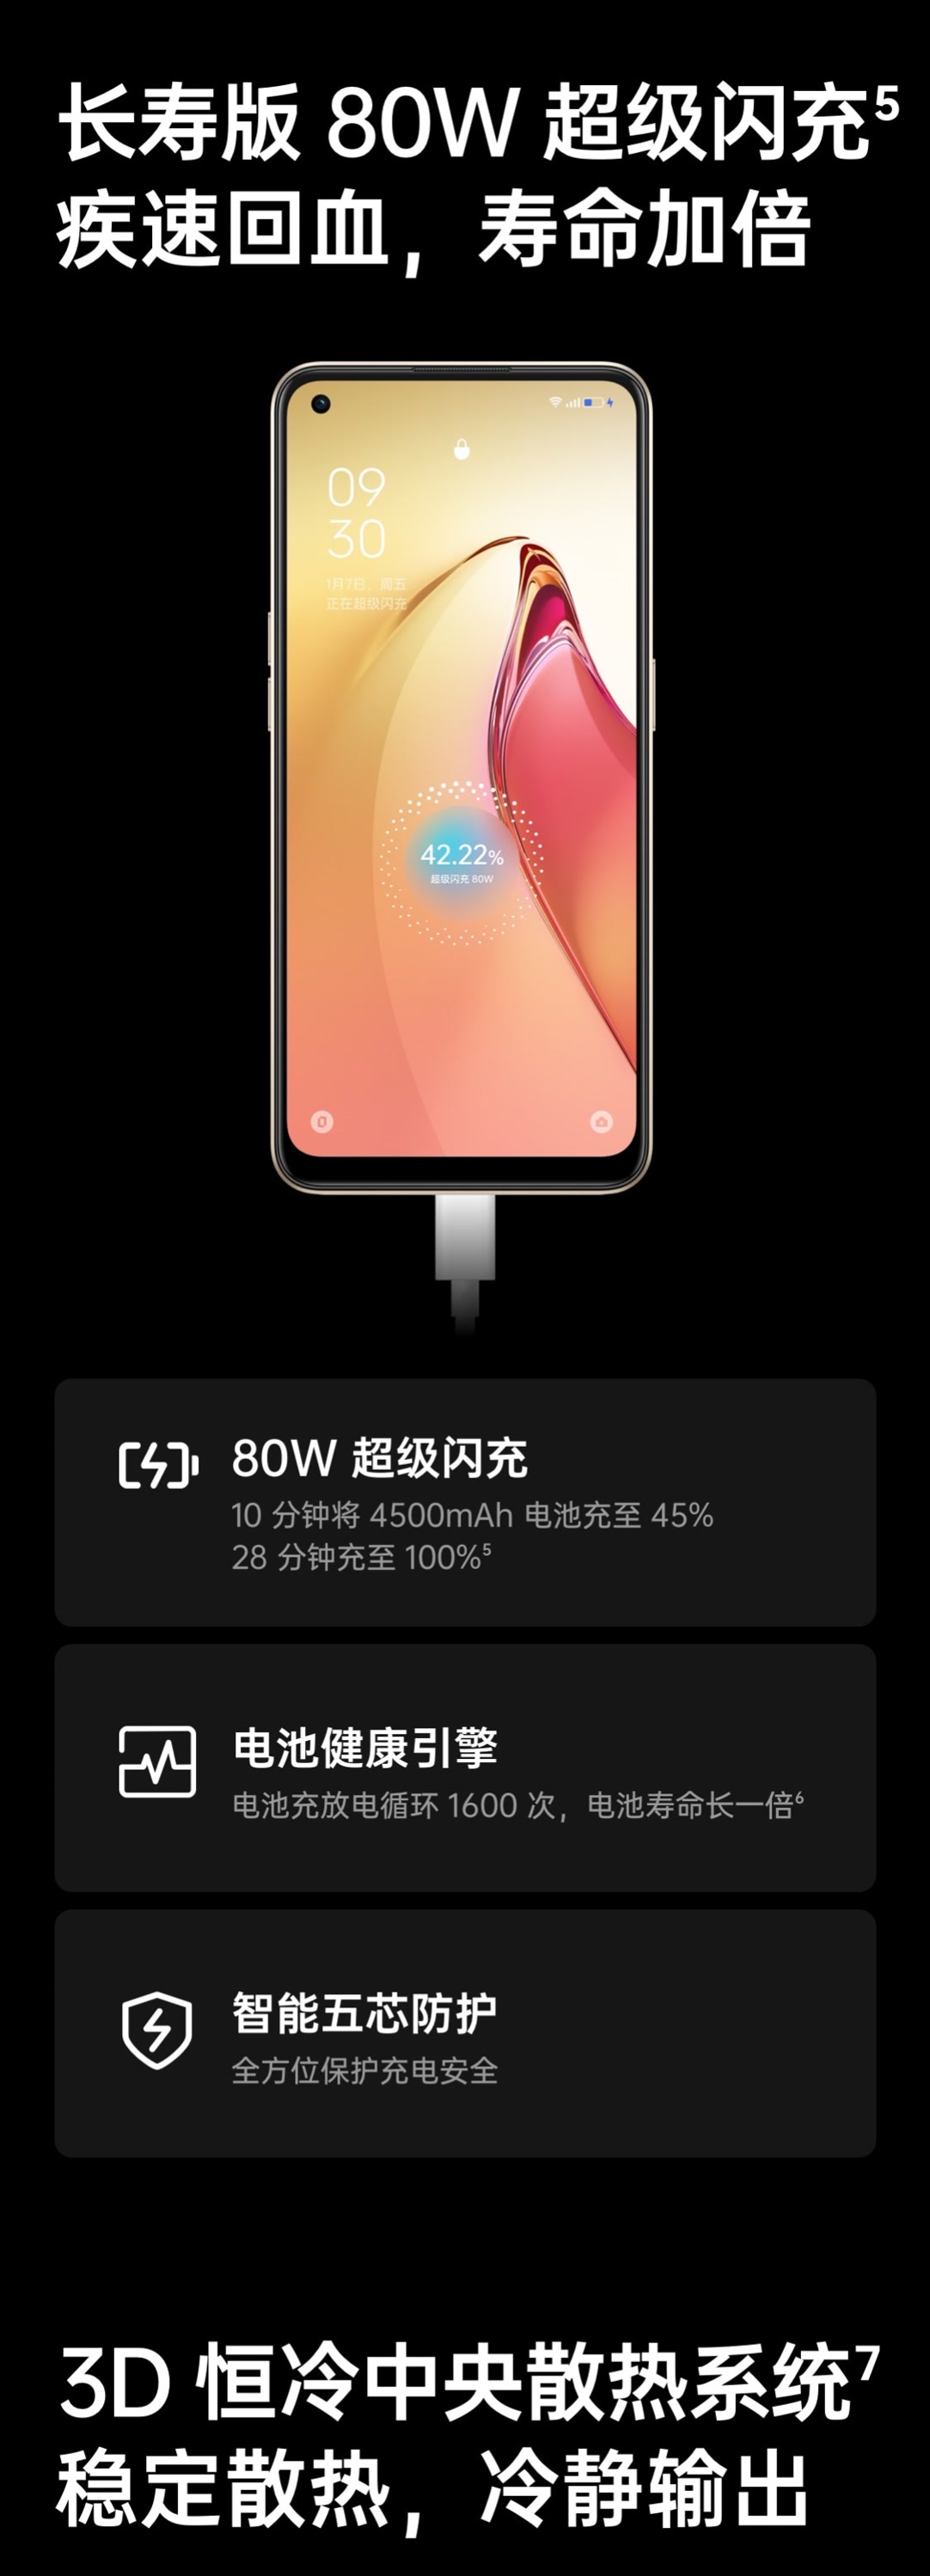 长寿版 80W 超级闪充⁵
疾速回血，寿命加倍
09
30
1月7日，周五
正在超级闪充
42.22%
超级闪充 80W
80W 超级闪充
10 分钟将 4500mAh 电池充至 45%
28 分钟充至 100%⁵
电池健康引擎
电池充放电循环 1600 次，电池寿命长一倍⁶
智能五芯防护
全方位保护充电安全
3D 恒冷中央散热系统⁷
稳定散热，冷静输出